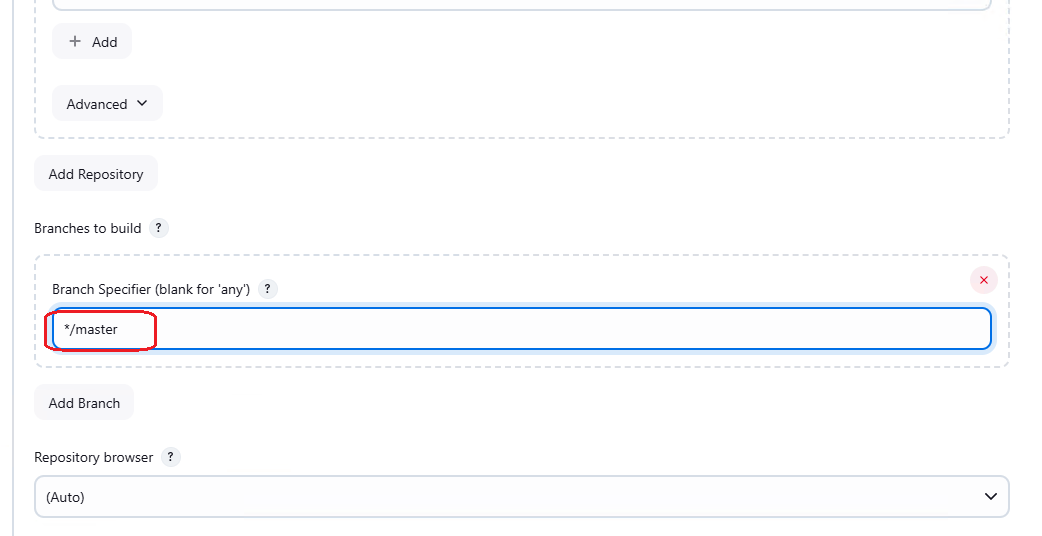 + Add
Advanced
Add Repository
Branches to build ?
Branch Specifier (blank for 'any') ?
*/master
Add Branch
Repository browser ?
(Auto)